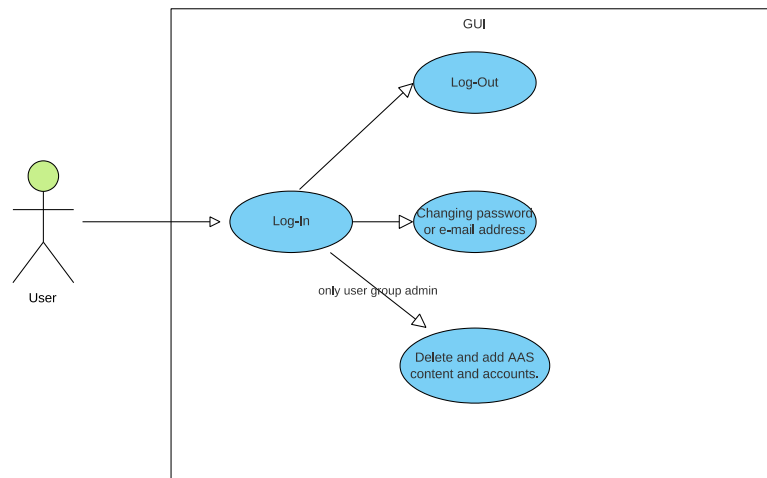 GUI
Log-Out
Log-In
Changing password
or e-mail address
User
only user group admin
Delete and add AAS
content and accounts.